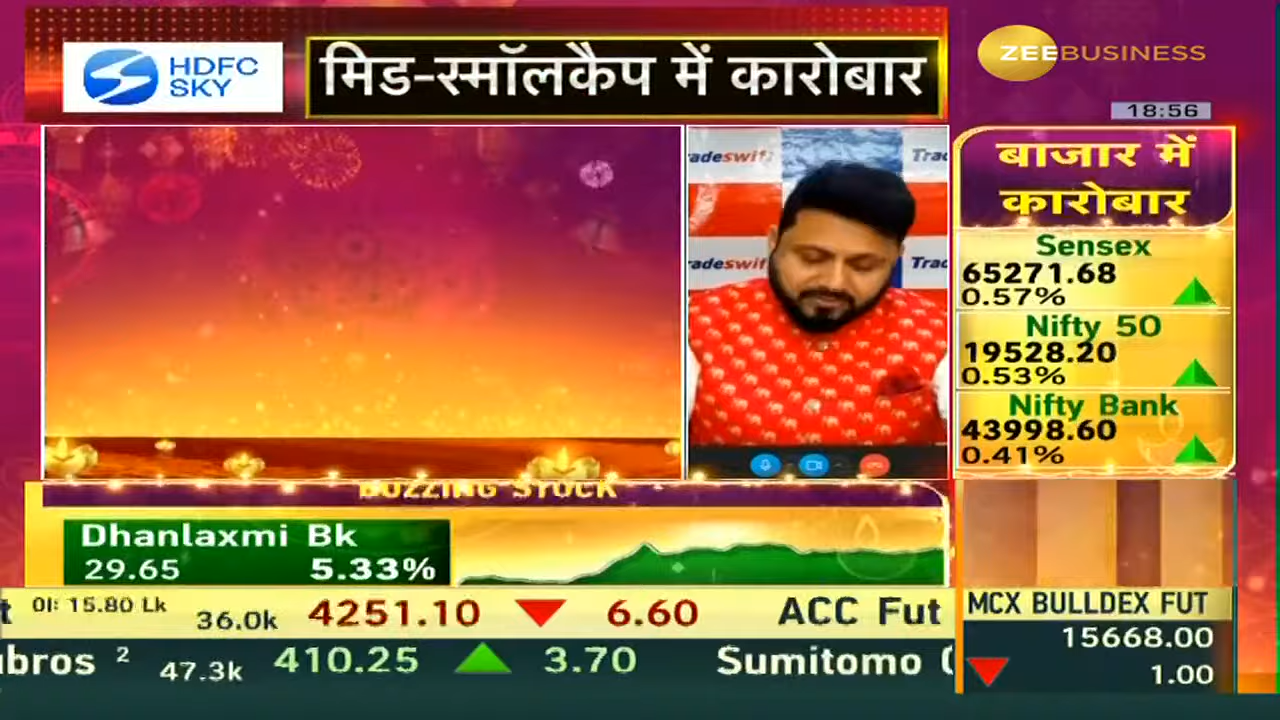 HDFC
SKY
मिड-स्मॉलकैप में कारोबार
ZEEBUSINESS
18:56
बाजार में
कारोबार
Sensex
65271.68
0.57%
Nifty 50
19528.20
0.53%
Nifty Bank
43998.60
0.41%
BUZZING STOCK
Dhanlaxmi Bk
29.65 5.33%
OI: 15.80 Lk 36.0k 4251.10 6.60 ACC Fut
2 47.3k 410.25 3.70 Sumitomo
MCX BULLDEX FUT
15668.00
1.00